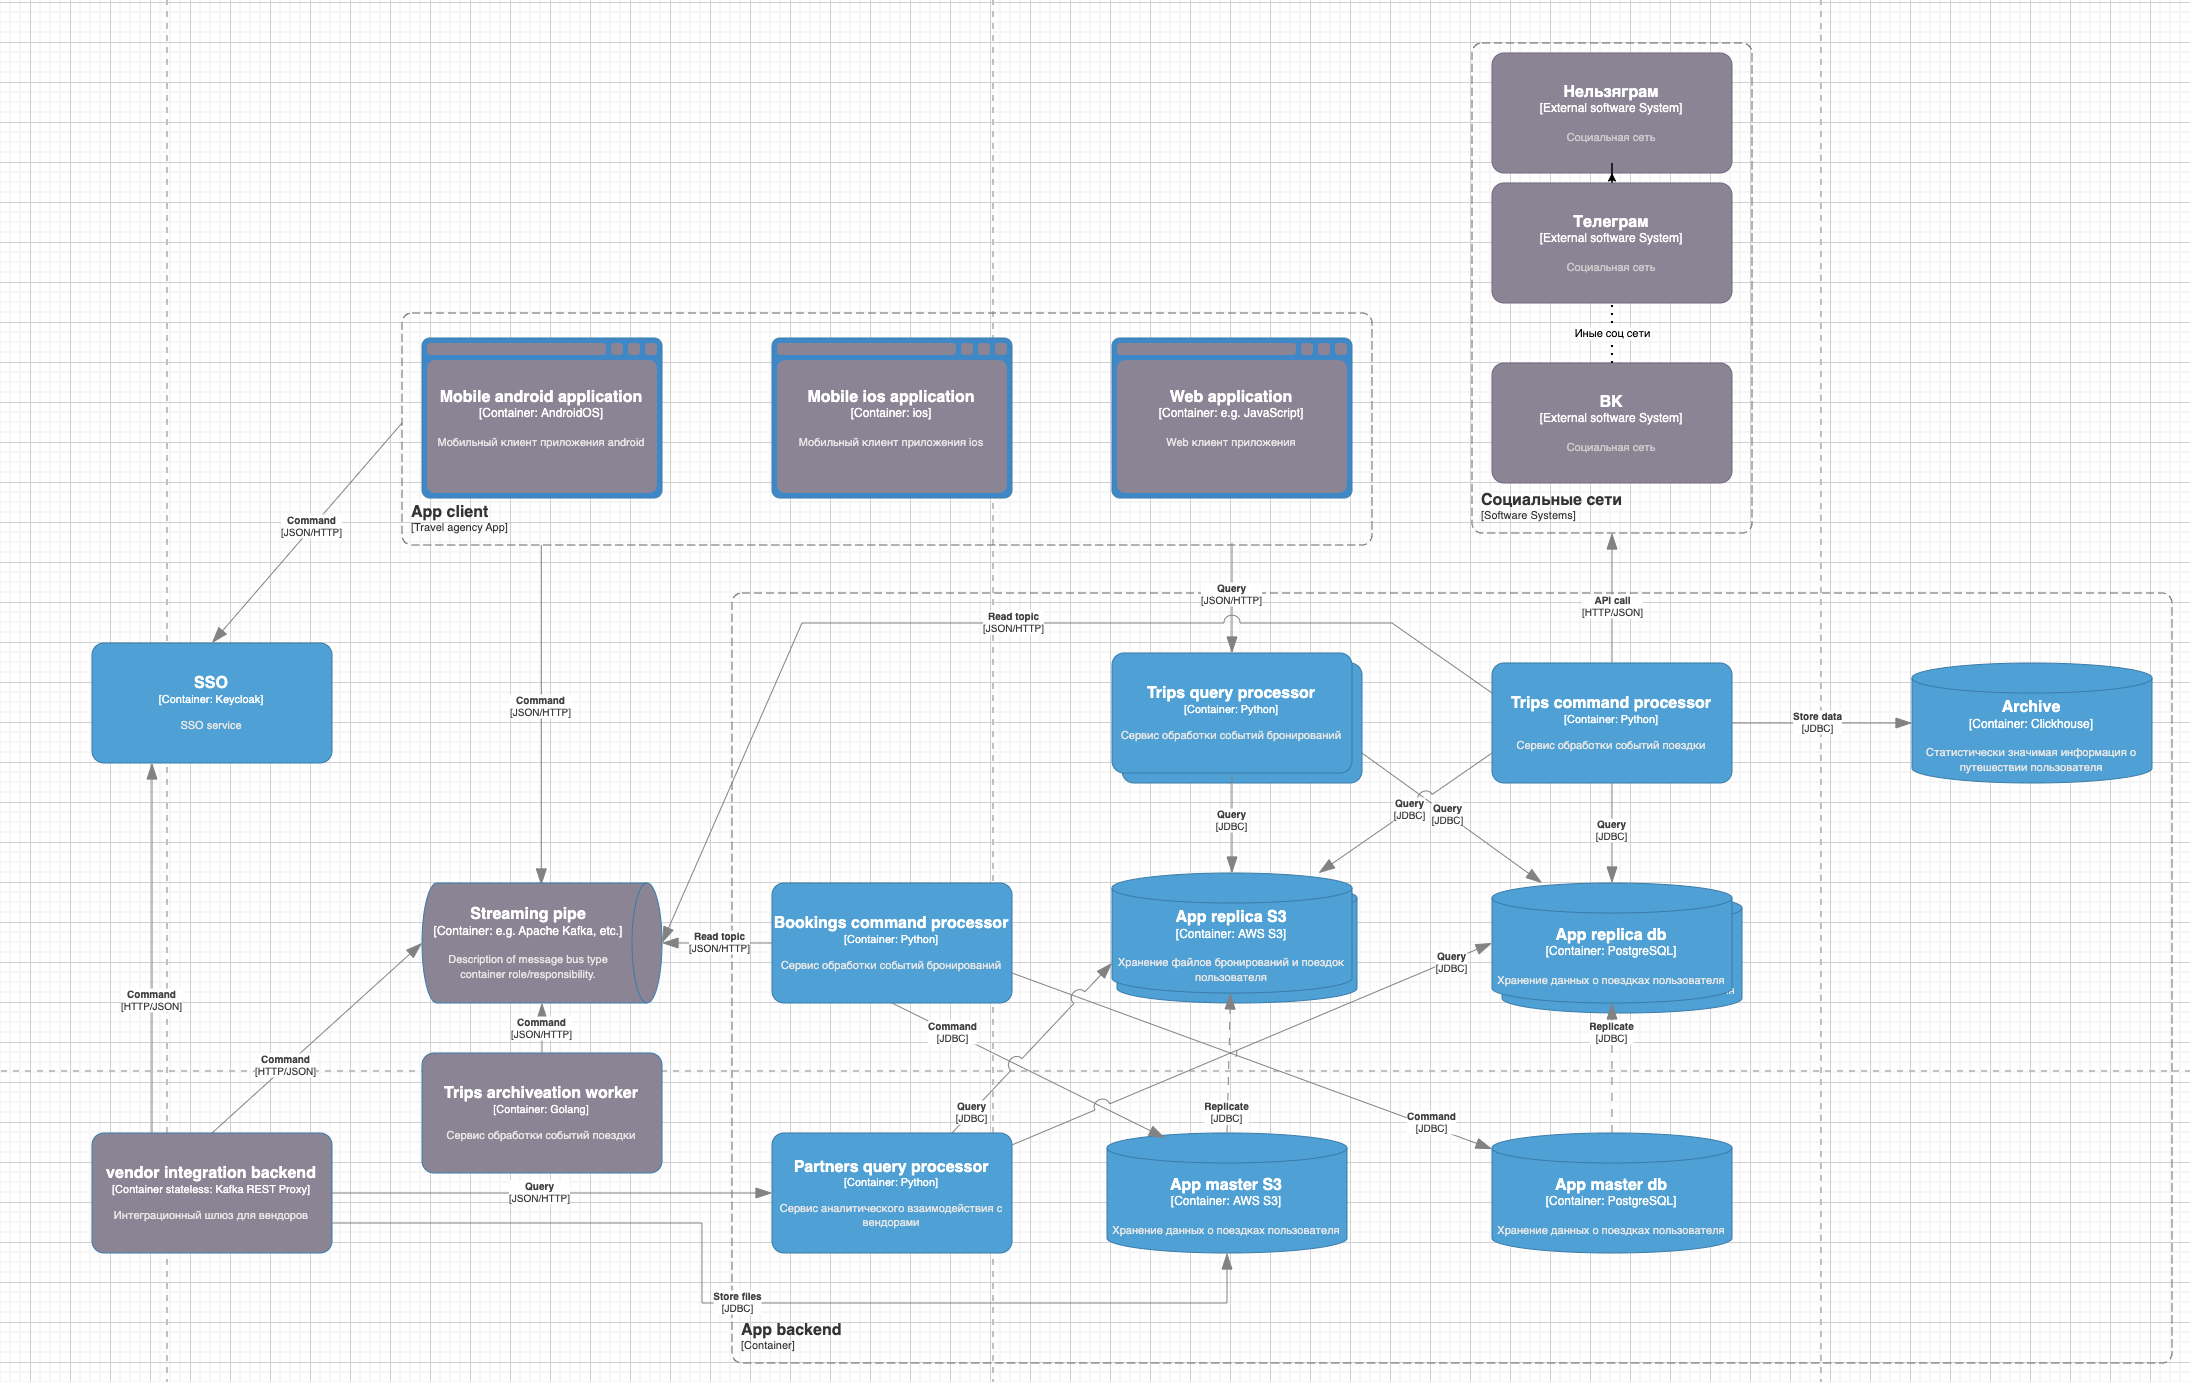 Нельзяграм
[External software System]
Социальная сеть
Телеграм
[External software System]
Социальная сеть
Иные соц сети
ВК
[External software System]
Социальная сеть
Социальные сети
[Software Systems]
Mobile android application
[Container: AndroidOS]
Мобильный клиент приложения android
Mobile ios application
[Container: ios]
Мобильный клиент приложения ios
Web application
[Container: e.g. JavaScript]
Web клиент приложения
App client
[Travel agency App]
Command
[JSON/HTTP]
Query
[JSON/HTTP]
API call
[HTTP/JSON]
Read topic
[JSON/HTTP]
SSO
[Container: Keycloak]
SSO service
Command
[JSON/HTTP]
Trips query processor
[Container: Python]
Сервис обработки событий бронирований
Trips command processor
[Container: Python]
Сервис обработки событий поездки
Store data
[JDBC]
Archive
[Container: Clickhouse]
Статистически значимая информация о
путешествии пользователя
Query
[JDBC]
Query
[JDBC]
Query
[JDBC]
Query
[JDBC]
Streaming pipe
[Container: e.g. Apache Kafka, etc.]
Description of message bus type
container role/responsibility.
Read topic
[JSON/HTTP]
Bookings command processor
[Container: Python]
Сервис обработки событий бронирований
App replica S3
[Container: AWS S3]
Хранение файлов бронирований и поездок
пользователя
Query
[JDBC]
App replica db
[Container: PostgreSQL]
Хранение данных о поездках пользователя
я
Command
[HTTP/JSON]
Command
[JSON/HTTP]
Command
[JDBC]
Replicate
[JDBC]
Command
[HTTP/JSON]
Trips archiveation worker
[Container: Golang]
Сервис обработки событий поездки
Query
[JDBC]
Replicate
[JDBC]
Command
[JDBC]
vendor integration backend
[Container stateless: Kafka REST Proxy]
Интеграционный шлюз для вендоров
Query
[JSON/HTTP]
Partners query processor
[Container: Python]
Сервис аналитического взаимодействия с
вендорами
App master S3
[Container: AWS S3]
Хранение данных о поездках пользователя
App master db
[Container: PostgreSQL]
Хранение данных о поездках пользователя
Store files
[JDBC]
App backend
[Container]